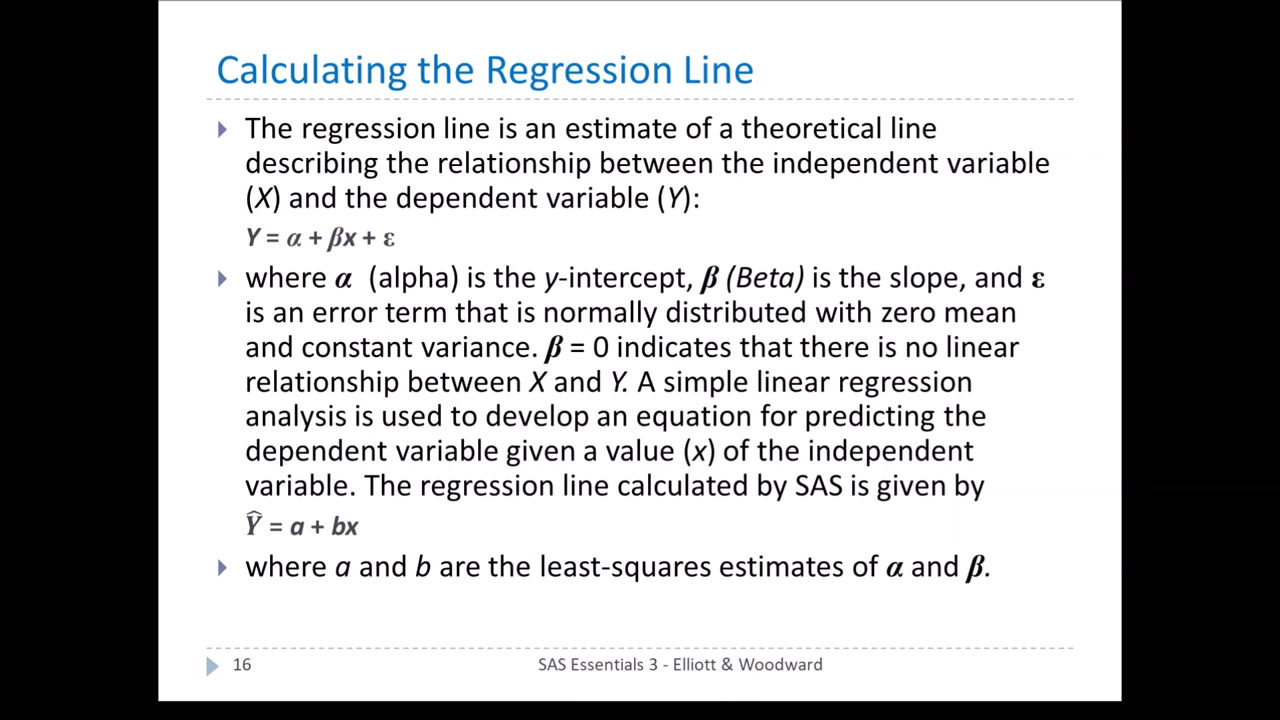 Calculating the Regression Line
The regression line is an estimate of a theoretical line
describing the relationship between the independent variable
(X) and the dependent variable (Y):
Y = α + βx + ε
where α (alpha) is the y-intercept, β (Beta) is the slope, and ε
is an error term that is normally distributed with zero mean
and constant variance. β = 0 indicates that there is no linear
relationship between X and Y. A simple linear regression
analysis is used to develop an equation for predicting the
dependent variable given a value (x) of the independent
variable. The regression line calculated by SAS is given by
Ŷ = a + bx
where a and b are the least-squares estimates of α and β.
16
SAS Essentials 3 - Elliott & Woodward